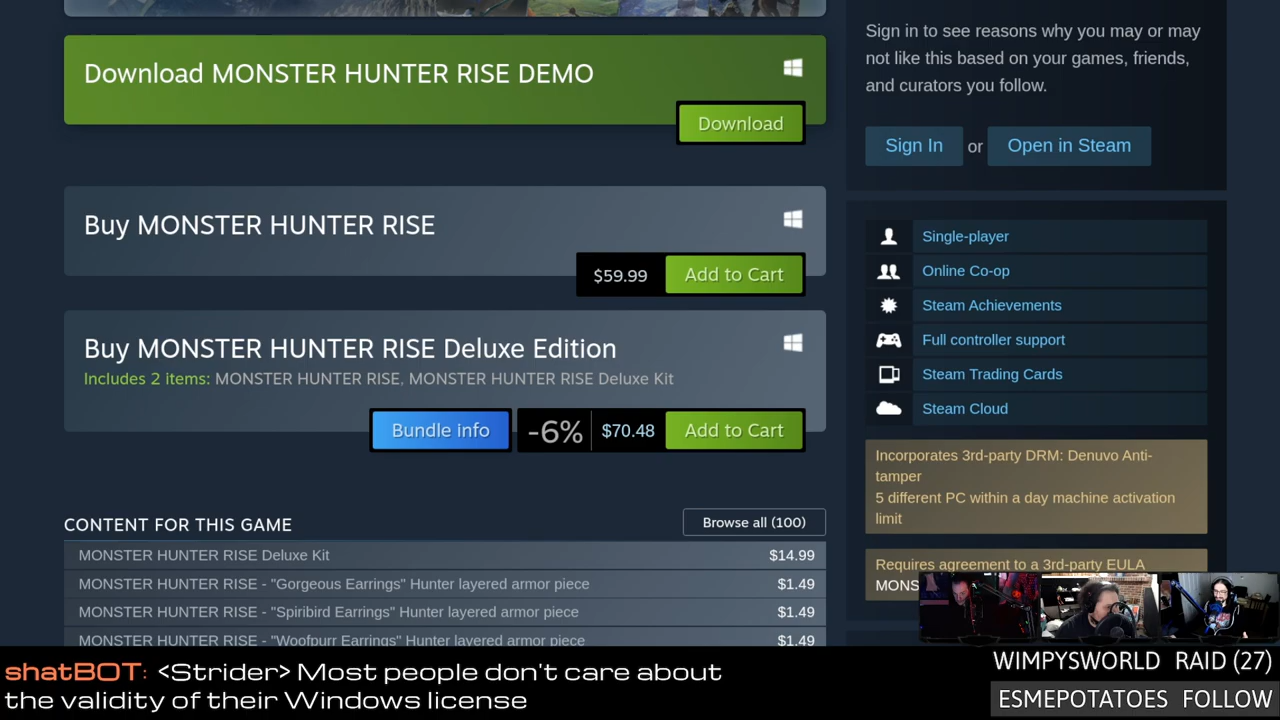 Download MONSTER HUNTER RISE DEMO
Download
Buy MONSTER HUNTER RISE
$59.99 Add to Cart
Buy MONSTER HUNTER RISE Deluxe Edition
Includes 2 items: MONSTER HUNTER RISE, MONSTER HUNTER RISE Deluxe Kit
Bundle info -6% $70.48 Add to Cart
CONTENT FOR THIS GAME Browse all (100)
MONSTER HUNTER RISE Deluxe Kit $14.99
MONSTER HUNTER RISE - "Gorgeous Earrings" Hunter layered armor piece $1.49
MONSTER HUNTER RISE - "Spiribird Earrings" Hunter layered armor piece $1.49
MONSTER HUNTER RISE - "Woofpurr Earrings" Hunter layered armor piece $1.49
Sign in to see reasons why you may or may
not like this based on your games, friends,
and curators you follow.
Sign In or Open in Steam
Single-player
Online Co-op
Steam Achievements
Full controller support
Steam Trading Cards
Steam Cloud
Incorporates 3rd-party DRM: Denuvo Anti-
tamper
5 different PC within a day machine activation
limit
Requires agreement to a 3rd-party EULA
MONS
shatBOT: <Strider> Most people don't care about
the validity of their Windows license
WIMPYSWORLD RAID (27)
ESMEPOTATOES FOLLOW